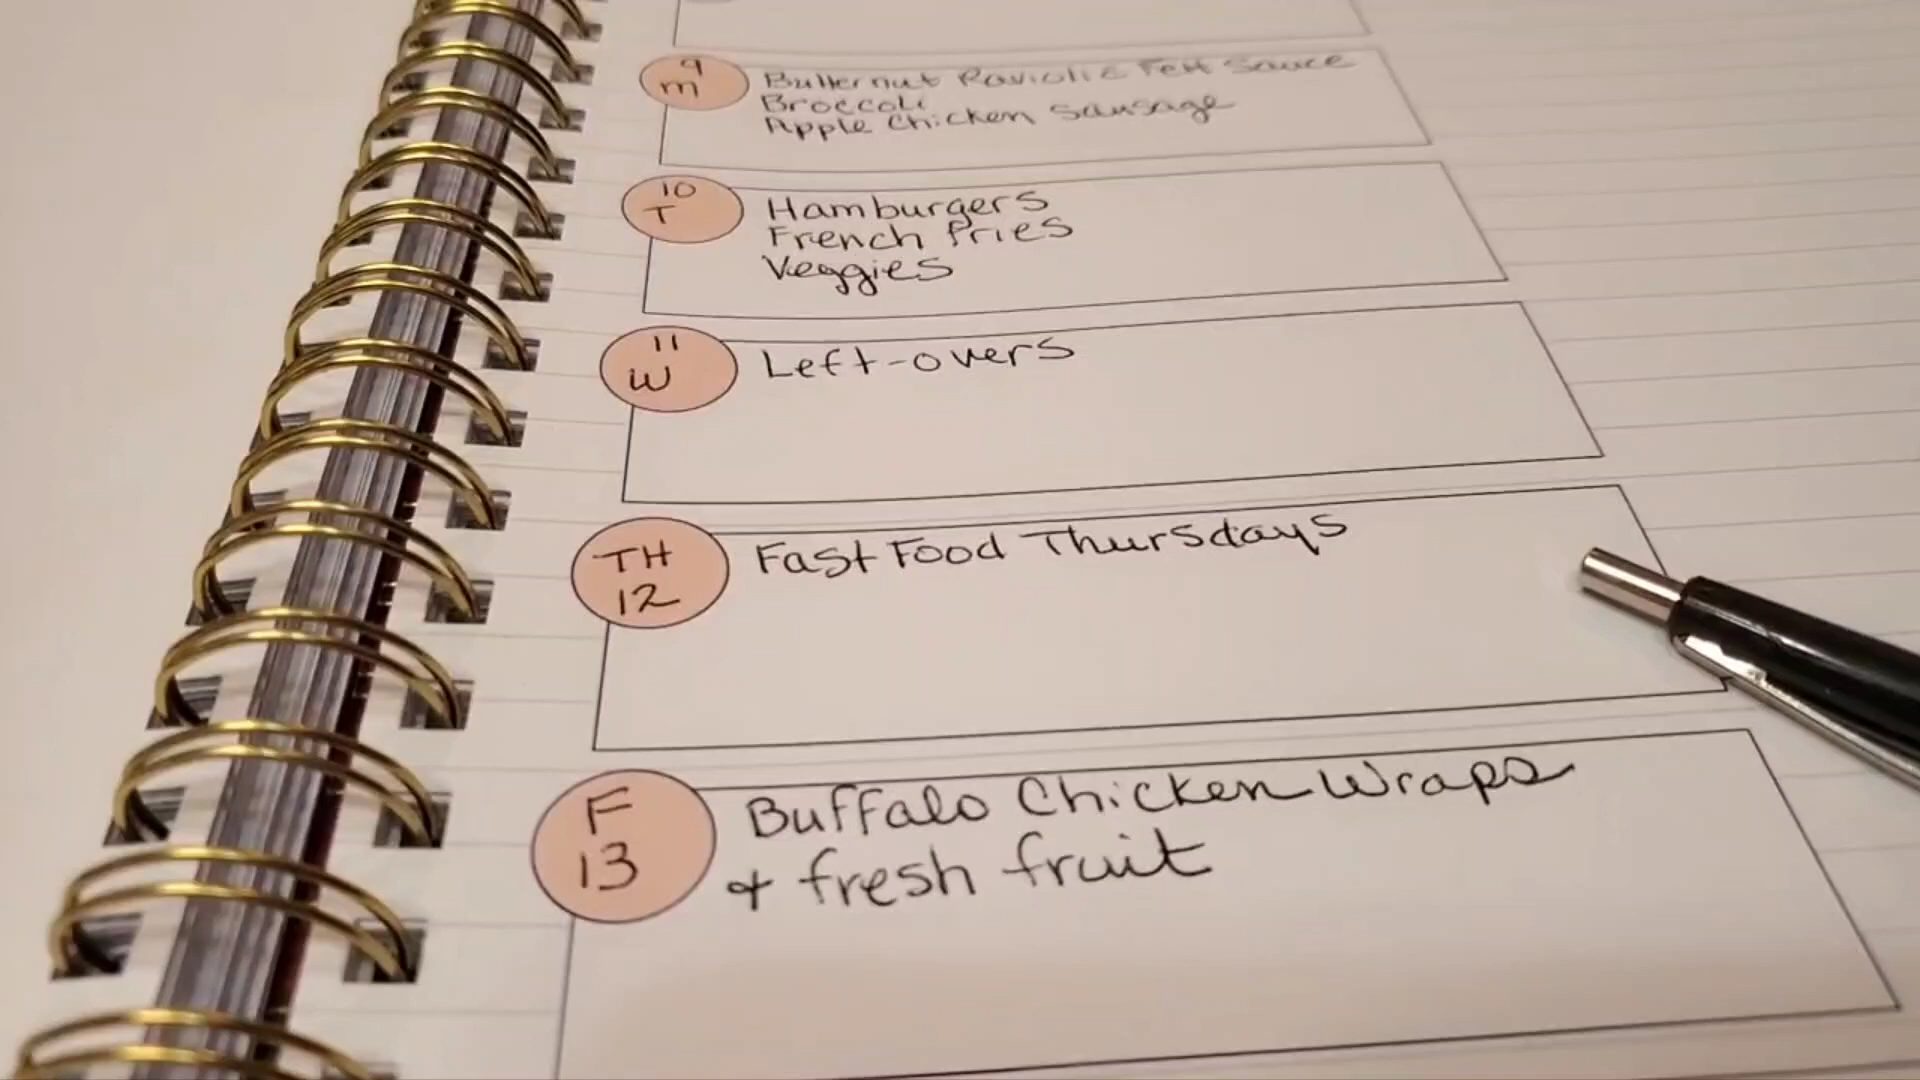 9
M
Butternut Ravioli c Fett Sauce
Broccoli
Apple Chicken Sausage
10
T
Hamburgers
French Fries
Veggies
11
W
Left-overs
TH
12
Fast Food Thursdays
F
13
Buffalo Chicken Wraps
& fresh fruit